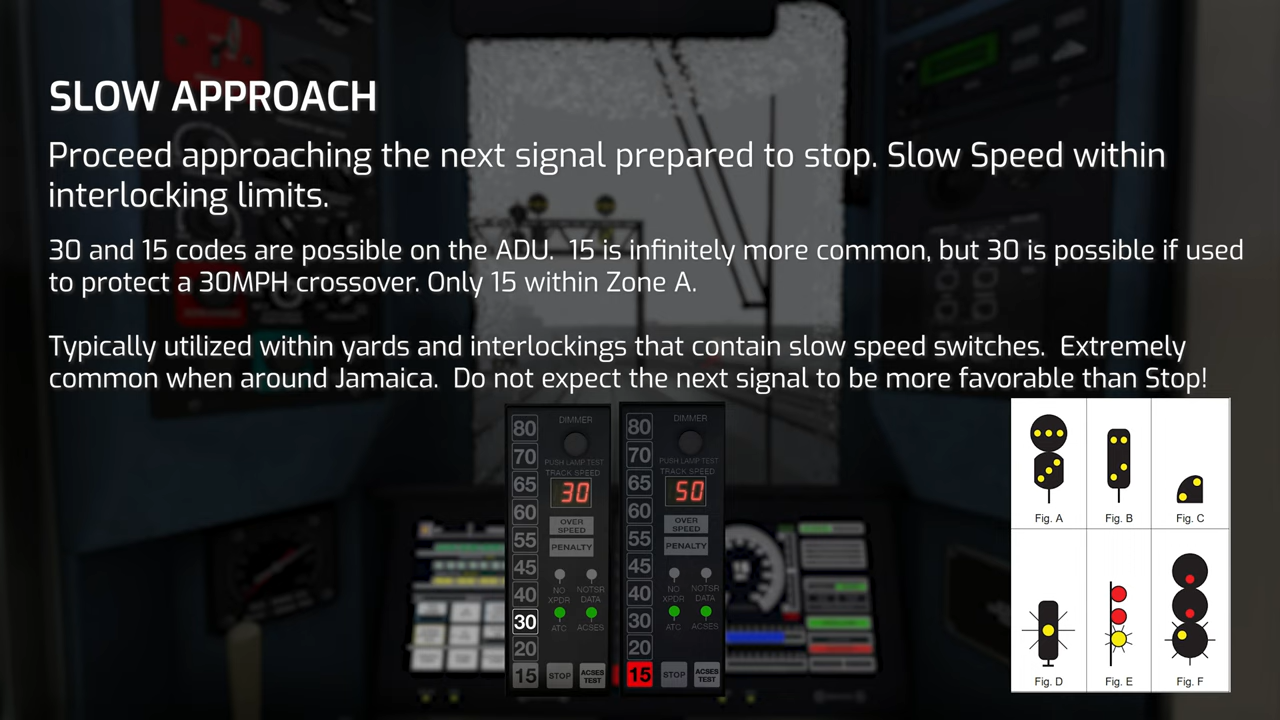 SLOW APPROACH
Proceed approaching the next signal prepared to stop. Slow Speed within
interlocking limits.
30 and 15 codes are possible on the ADU.  15 is infinitely more common, but 30 is possible if used
to protect a 30MPH crossover. Only 15 within Zone A.
Typically utilized within yards and interlockings that contain slow speed switches.  Extremely
common when around Jamaica.  Do not expect the next signal to be more favorable than Stop!
80
DIMMER
70
PUSH LAMP TEST
TRACK SPEED
65
30
60
OVER
SPEED
55
PENALTY
45
40
NO
XPDR
NOTSR
DATA
30
ATC
ACSES
20
15
STOP
ACSES
TEST
80
DIMMER
70
PUSH LAMP TEST
TRACK SPEED
65
50
60
OVER
SPEED
55
PENALTY
45
40
NO
XPDR
NOTSR
DATA
30
ATC
ACSES
20
15
STOP
ACSES
TEST
Fig. A
Fig. B
Fig. C
Fig. D
Fig. E
Fig. F